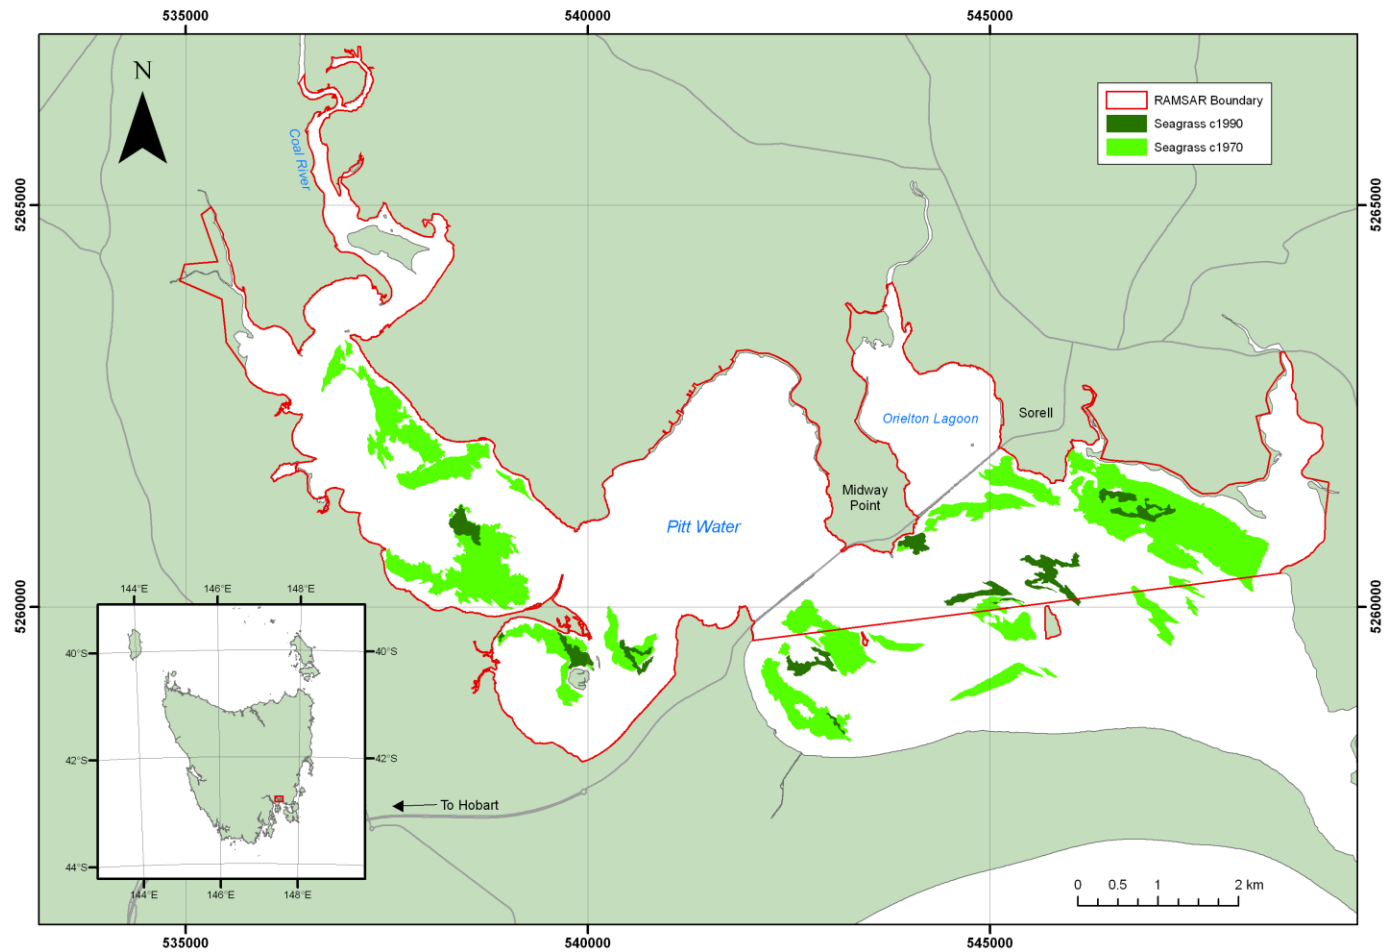 535000
540000
545000
N
RAMSAR Boundary
Seagrass c1990
Seagrass c1970
Coal River
5265000
5265000
Orielton Lagoon
Sorell
Midway
Point
Pitt Water
5260000
5260000
144°E
146°E
148°E
40°S
40°S
42°S
42°S
44°S
144°E
146°E
148°E
To Hobart
0 0.5 1 2 km
535000
540000
545000